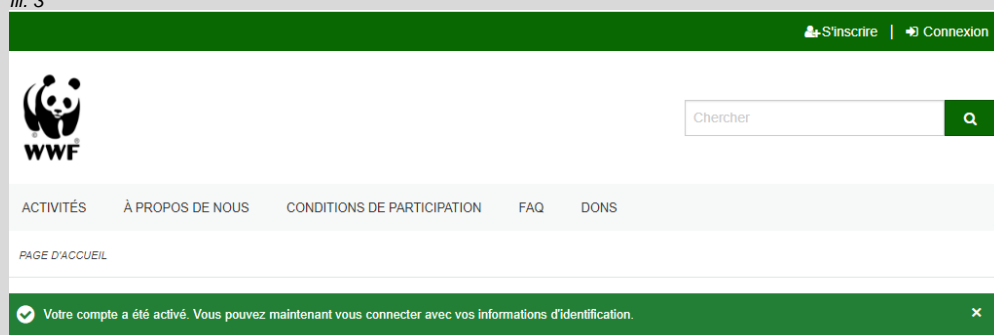 Ill. 3
S'inscrire | Connexion
WWF
Chercher
ACTIVITÉS À PROPOS DE NOUS CONDITIONS DE PARTICIPATION FAQ DONS
PAGE D'ACCUEIL
Votre compte a été activé. Vous pouvez maintenant vous connecter avec vos informations d'identification. ×